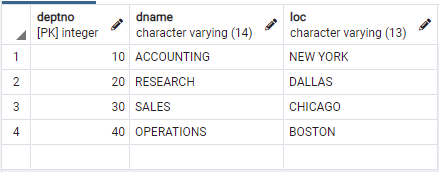 deptno dname loc
[PK] integer character varying (14) character varying (13)
1 10 ACCOUNTING NEW YORK
2 20 RESEARCH DALLAS
3 30 SALES CHICAGO
4 40 OPERATIONS BOSTON